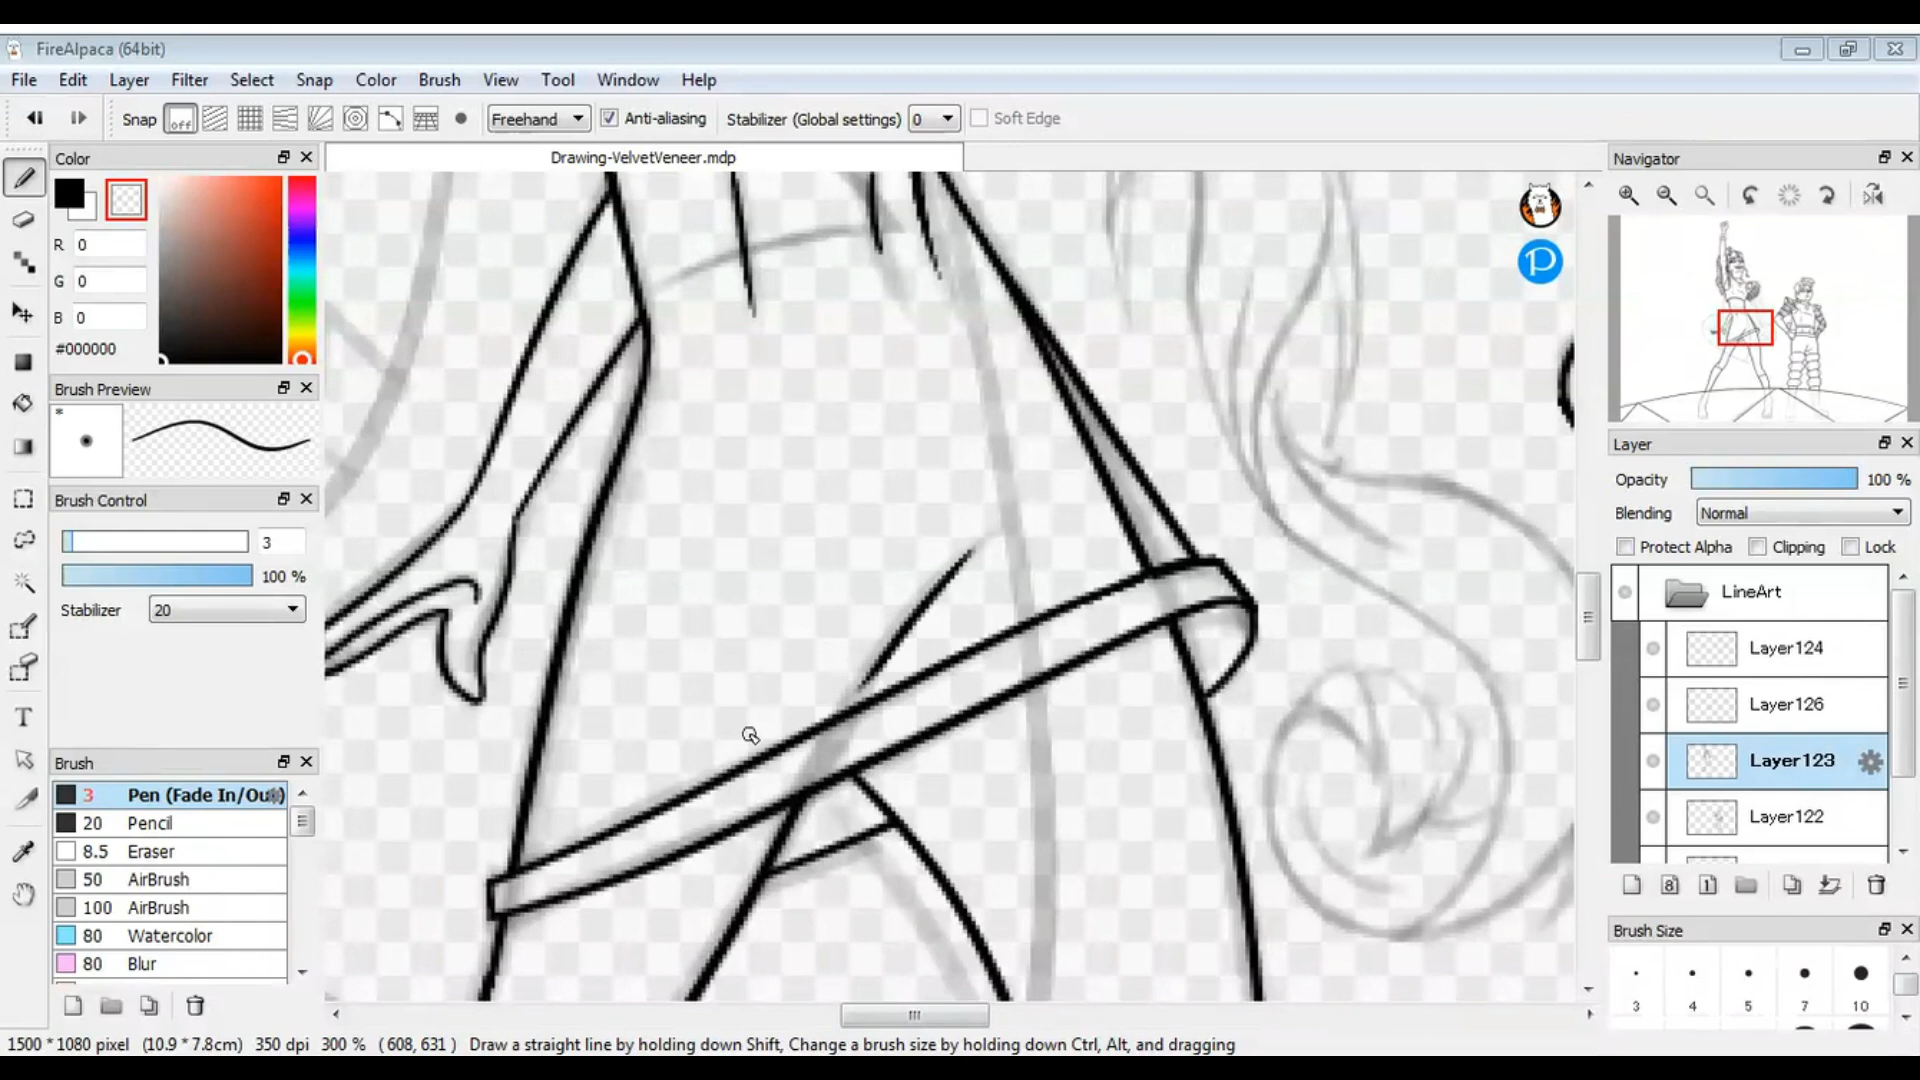 FireAlpaca (64bit)
File Edit Layer Filter Select Snap Color Brush View Tool Window Help
Snap off Freehand Anti-aliasing Stabilizer (Global settings) 0 Soft Edge
Color
Drawing-VelvetVeneer.mdp
Navigator
R 0
G 0
B 0
#000000
Brush Preview
*
Brush Control
3
100 %
Stabilizer 20
Brush
3 Pen (Fade In/Out)
20 Pencil
8.5 Eraser
50 AirBrush
100 AirBrush
80 Watercolor
80 Blur
T
P
Layer
Opacity 100 %
Blending Normal
Protect Alpha Clipping Lock
LineArt
Layer124
Layer126
Layer123
Layer122
8 1
Brush Size
3 4 5 7 10
1500 * 1080 pixel (10.9 * 7.8cm) 350 dpi 300 % ( 608, 631 ) Draw a straight line by holding down Shift, Change a brush size by holding down Ctrl, Alt, and dragging